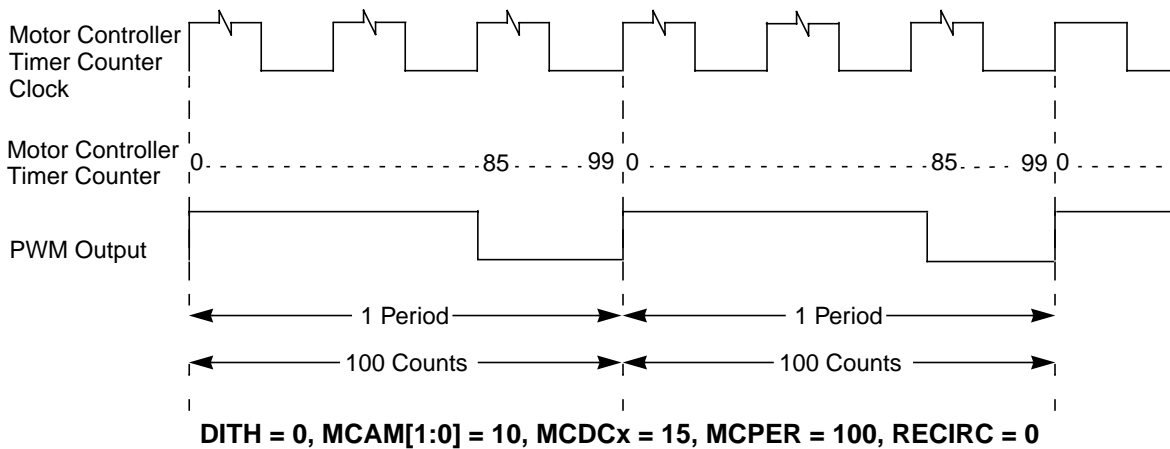 Motor Controller
Timer Counter
Clock
Motor Controller
Timer Counter
0 85 99 0 85 99 0
PWM Output
1 Period 1 Period
100 Counts 100 Counts
DITH = 0, MCAM[1:0] = 10, MCDCx = 15, MCPER = 100, RECIRC = 0